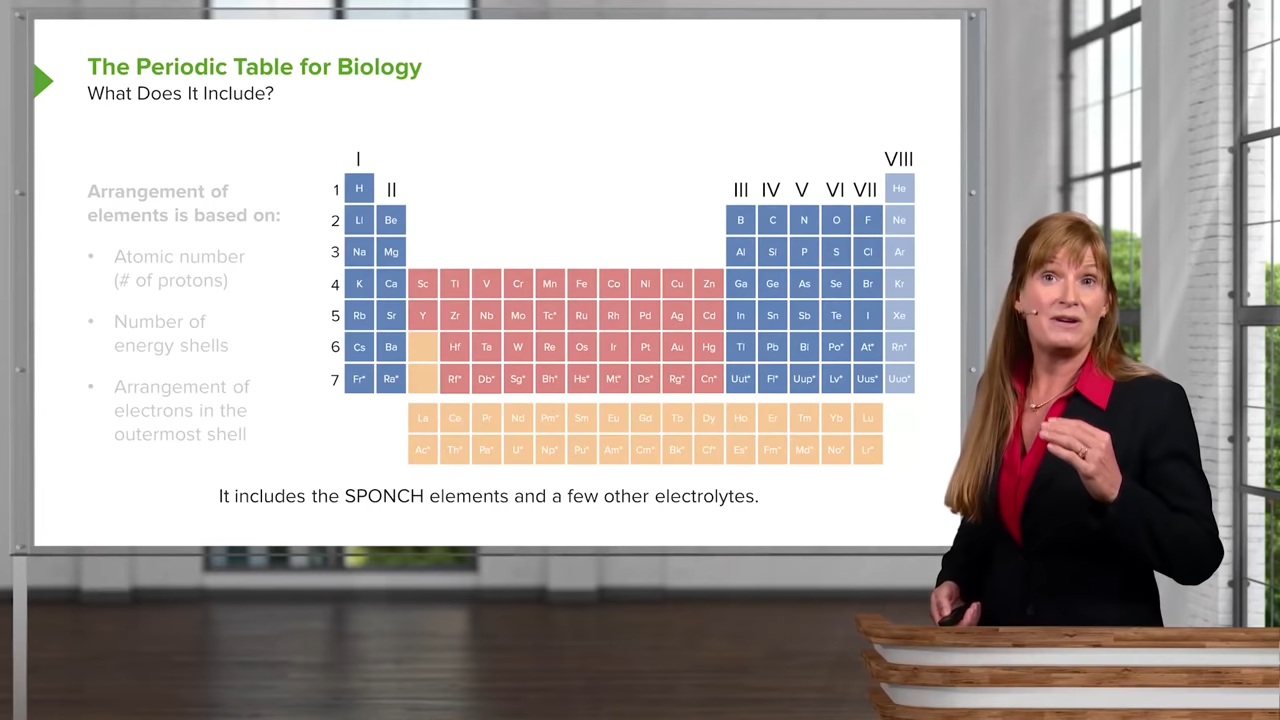 The Periodic Table for Biology
What Does It Include?
Arrangement of
elements is based on:
• Atomic number
(# of protons)
• Number of
energy shells
• Arrangement of
electrons in the
outermost shell
I VIII
1 H II III IV V VI VII He
2 Li Be B C N O F Ne
3 Na Mg Al Si P S Cl Ar
4 K Ca Sc Ti V Cr Mn Fe Co Ni Cu Zn Ga Ge As Se Br Kr
5 Rb Sr Y Zr Nb Mo Tc* Ru Rh Pd Ag Cd In Sn Sb Te I Xe
6 Cs Ba Hf Ta W Re Os Ir Pt Au Hg Tl Pb Bi Po* At* Rn*
7 Fr* Ra* Rf* Db* Sg* Bh* Hs* Mt* Ds* Rg* Cn* Uut* Fl* Uup* Lv* Uus* Uuo*
La Ce Pr Nd Pm* Sm Eu Gd Tb Dy Ho Er Tm Yb Lu
Ac* Th* Pa* U* Np* Pu* Am* Cm* Bk* Cf* Es* Fm* Md* No* Lr*
It includes the SPONCH elements and a few other electrolytes.